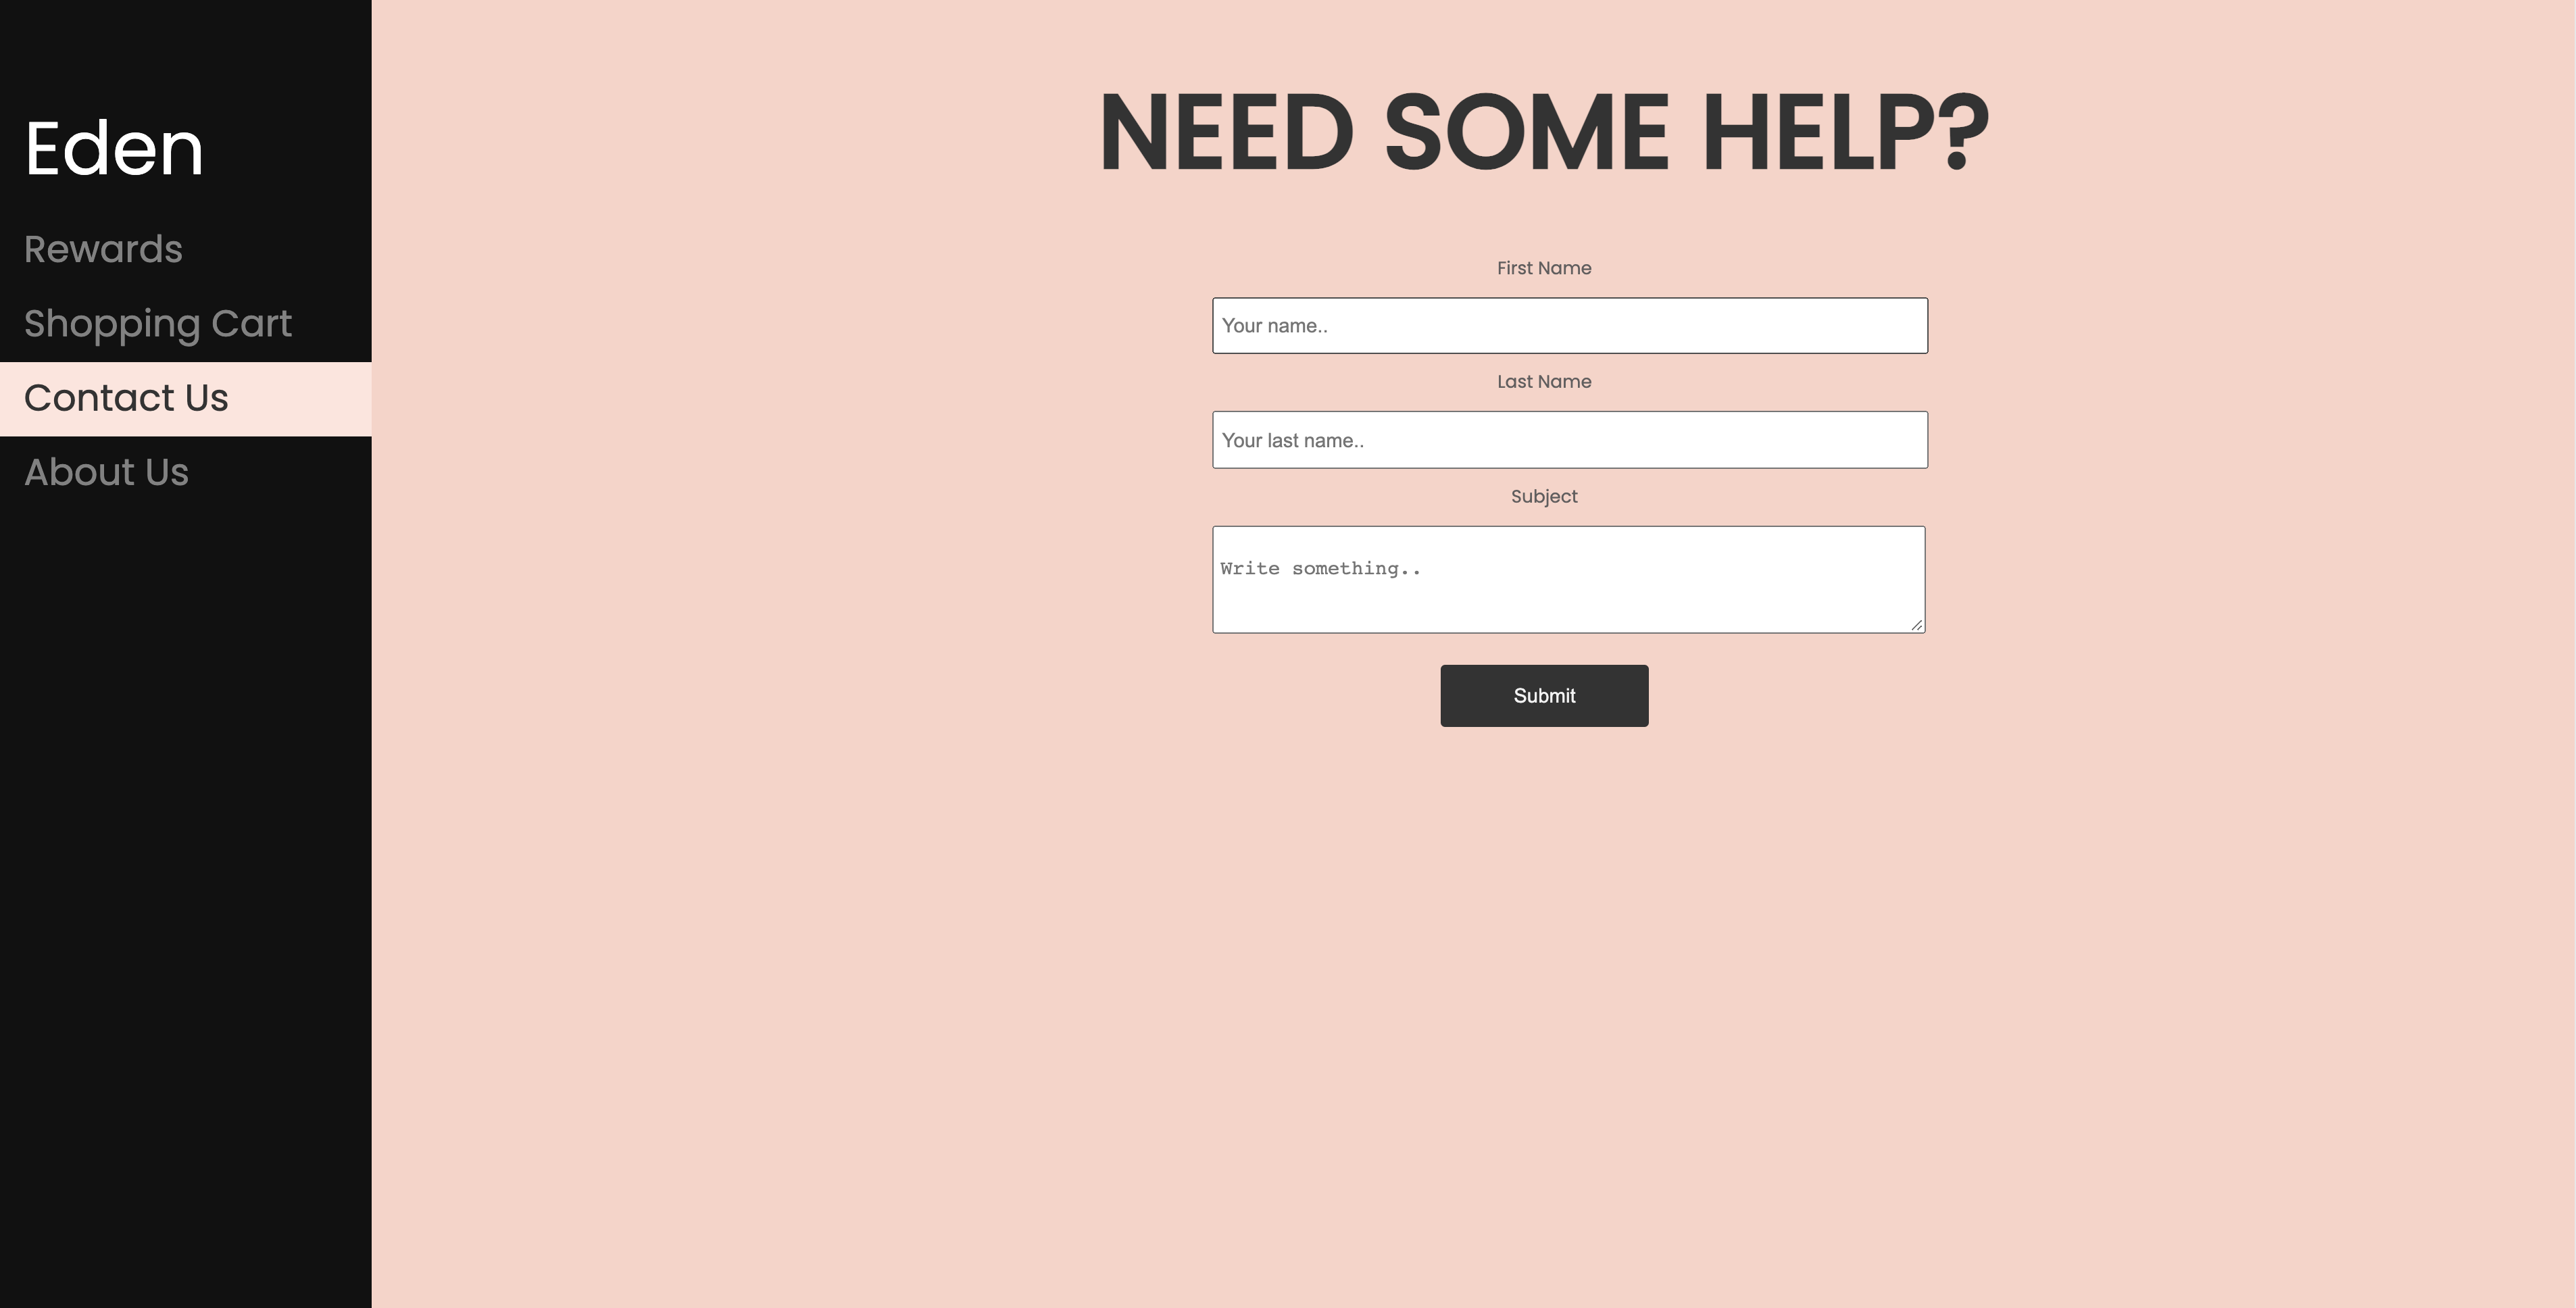 Eden
Rewards
Shopping Cart
Contact Us
About Us
NEED SOME HELP?
First Name
Your name..
Last Name
Your last name..
Subject
Write something..
Submit